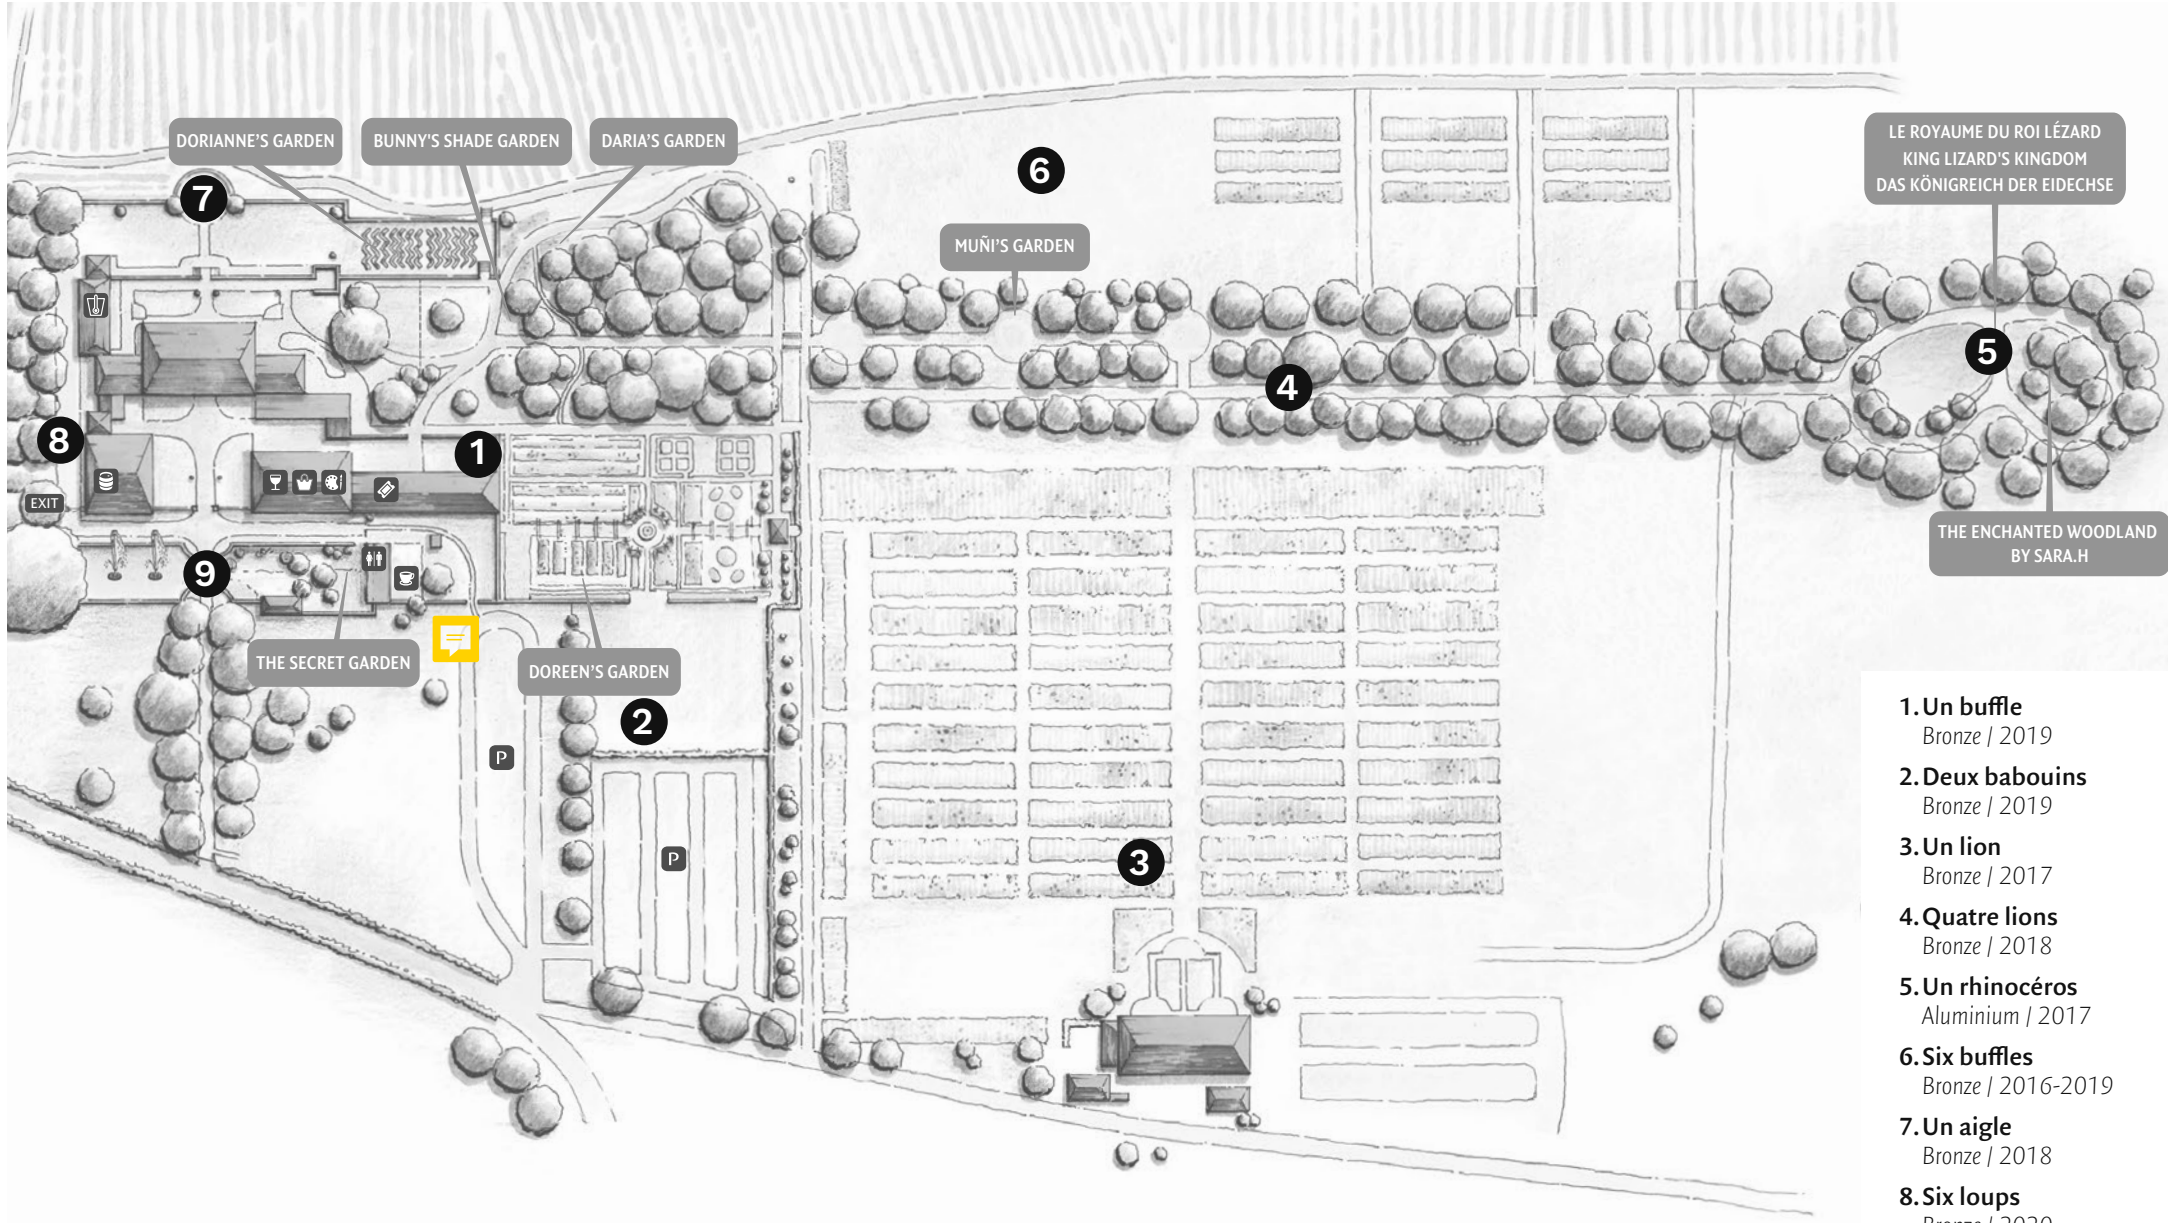 DORIANNE'S GARDEN
BUNNY'S SHADE GARDEN
DARIA'S GARDEN
LE ROYAUME DU ROI LÉZARD
KING LIZARD'S KINGDOM
DAS KÖNIGREICH DER EIDECHSE
6
7
MUÑI'S GARDEN
5
4
8
1
EXIT
THE ENCHANTED WOODLAND
BY SARA.H
9
THE SECRET GARDEN
DOREEN'S GARDEN
2
P
P
3
1. Un buffle
Bronze | 2019
2. Deux babouins
Bronze | 2019
3. Un lion
Bronze | 2017
4. Quatre lions
Bronze | 2018
5. Un rhinocéros
Aluminium | 2017
6. Six buffles
Bronze | 2016-2019
7. Un aigle
Bronze | 2018
8. Six loups
Bronze | 2020